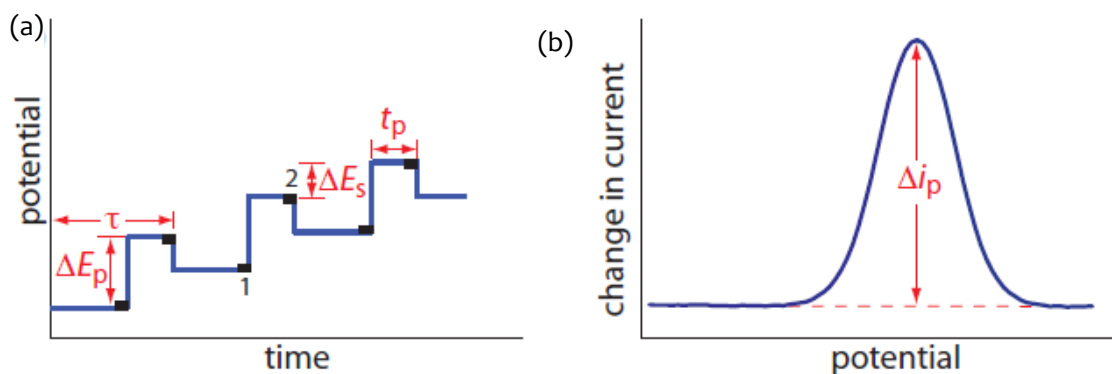 (a)
potential
time
τ
ΔEp
1
2
ΔEs
tp
(b)
change in current
potential
Δip